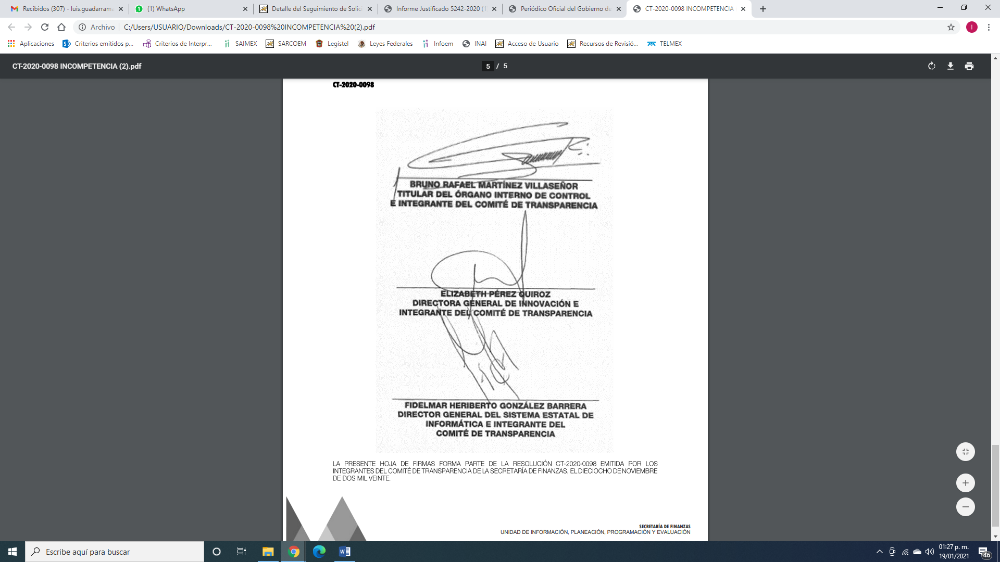 Recibidos (307) - luis.guadarrama
(1) WhatsApp
Detalle del Seguimiento de Solici
Informe Justificado 5242-2020 (1
Periódico Oficial del Gobierno de
CT-2020-0098 INCOMPETENCIA
Archivo
C:/Users/USUARIO/Downloads/CT-2020-0098%20INCOMPETENCIA%20(2).pdf
Aplicaciones
Criterios emitidos p...
Criterios de Interpr...
SAIMEX
SARCOEM
Legistel
Leyes Federales
Infoem
INAI
Acceso de Usuario
Recursos de Revisió...
TELMEX
CT-2020-0098 INCOMPETENCIA (2).pdf
5 / 5
CT-2020-0098
BRUNO RAFAEL MARTÍNEZ VILLASEÑOR
TITULAR DEL ÓRGANO INTERNO DE CONTROL
E INTEGRANTE DEL COMITÉ DE TRANSPARENCIA
ELIZABETH PÉREZ QUIROZ
DIRECTORA GENERAL DE INNOVACIÓN E
INTEGRANTE DEL COMITÉ DE TRANSPARENCIA
FIDELMAR HERIBERTO GONZÁLEZ BARRERA
DIRECTOR GENERAL DEL SISTEMA ESTATAL DE
INFORMÁTICA E INTEGRANTE DEL
COMITÉ DE TRANSPARENCIA
LA PRESENTE HOJA DE FIRMAS FORMA PARTE DE LA RESOLUCIÓN CT-2020-0098 EMITIDA POR LOS
INTEGRANTES DEL COMITÉ DE TRANSPARENCIA DE LA SECRETARÍA DE FINANZAS, EL DIECIOCHO DE NOVIEMBRE
DE DOS MIL VEINTE.
SECRETARÍA DE FINANZAS
UNIDAD DE INFORMACIÓN, PLANEACIÓN, PROGRAMACIÓN Y EVALUACIÓN
Escribe aquí para buscar
01:27 p. m.
19/01/2021
46